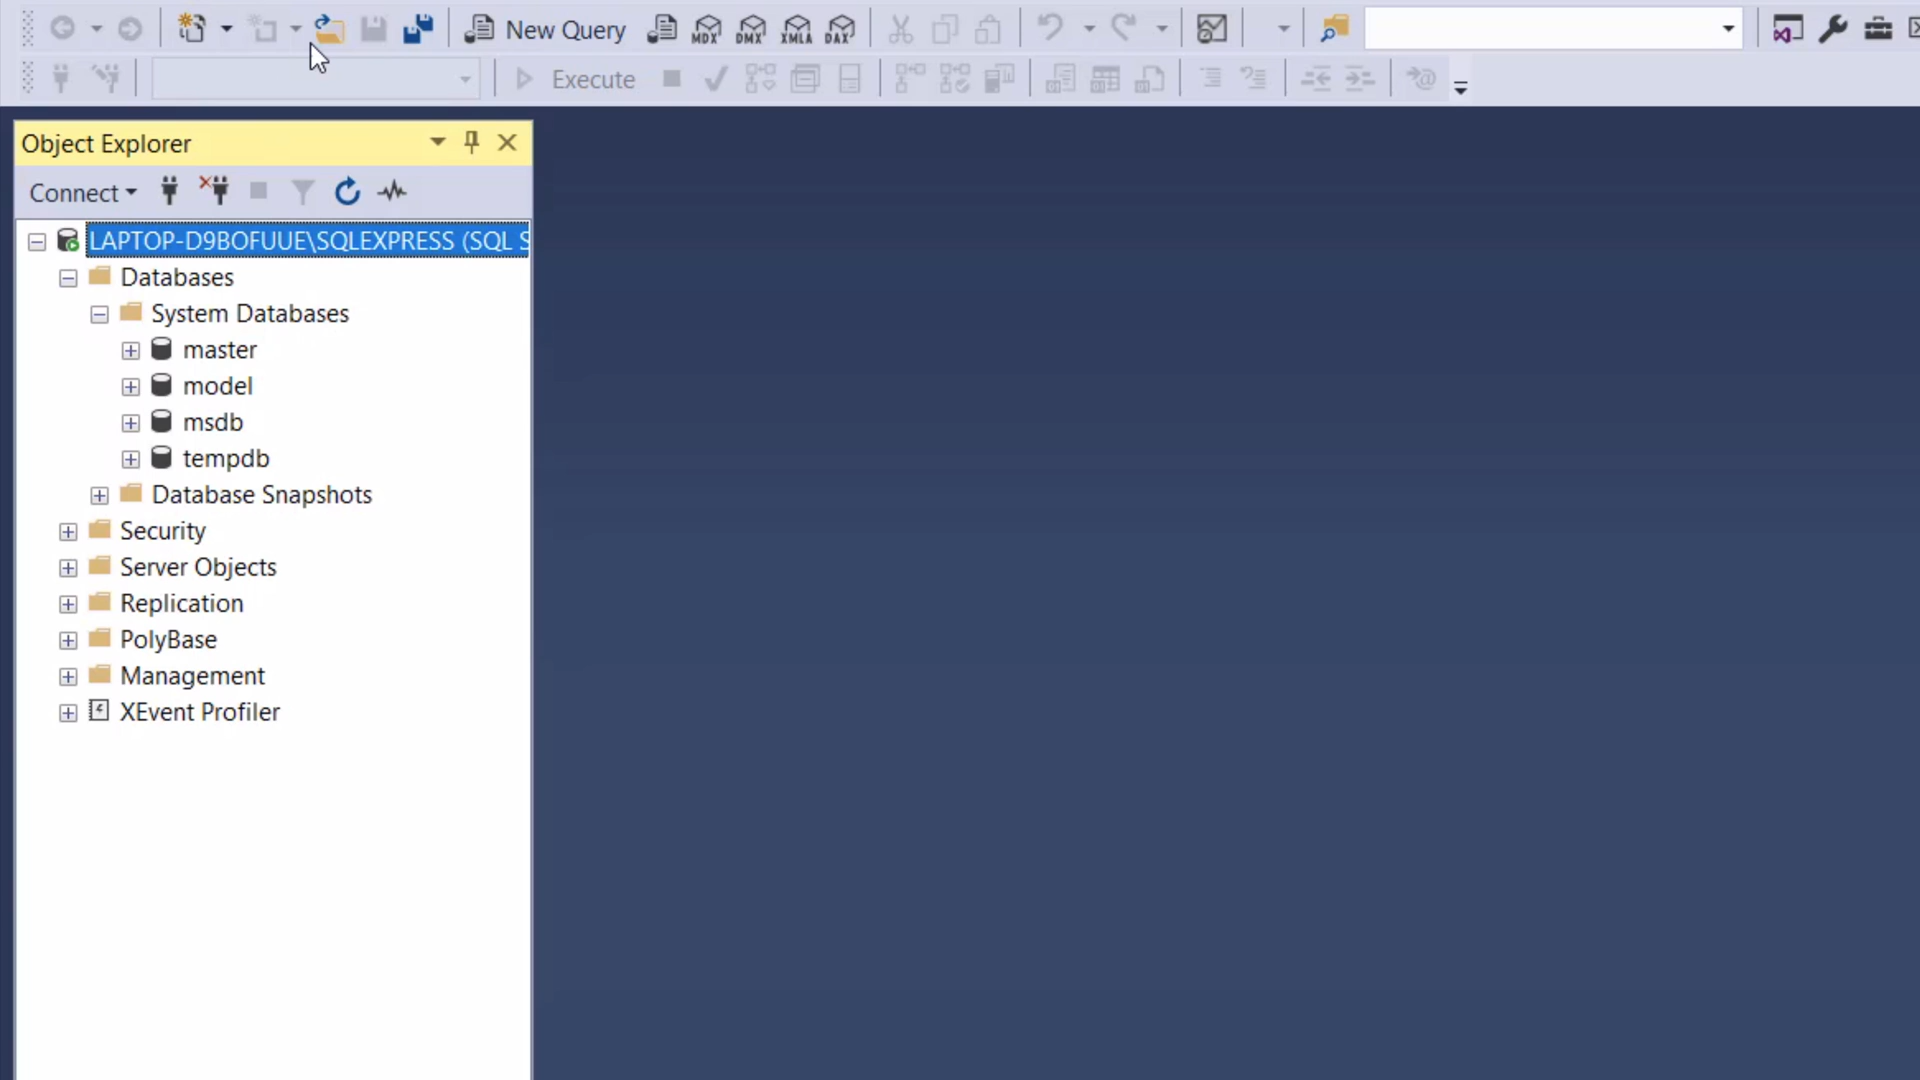 New Query MDX DMX XMLA DAX
Execute
Object Explorer
Connect
LAPTOP-D9BOFUUE\SQLEXPRESS (SQL S
Databases
System Databases
master
model
msdb
tempdb
Database Snapshots
Security
Server Objects
Replication
PolyBase
Management
XEvent Profiler